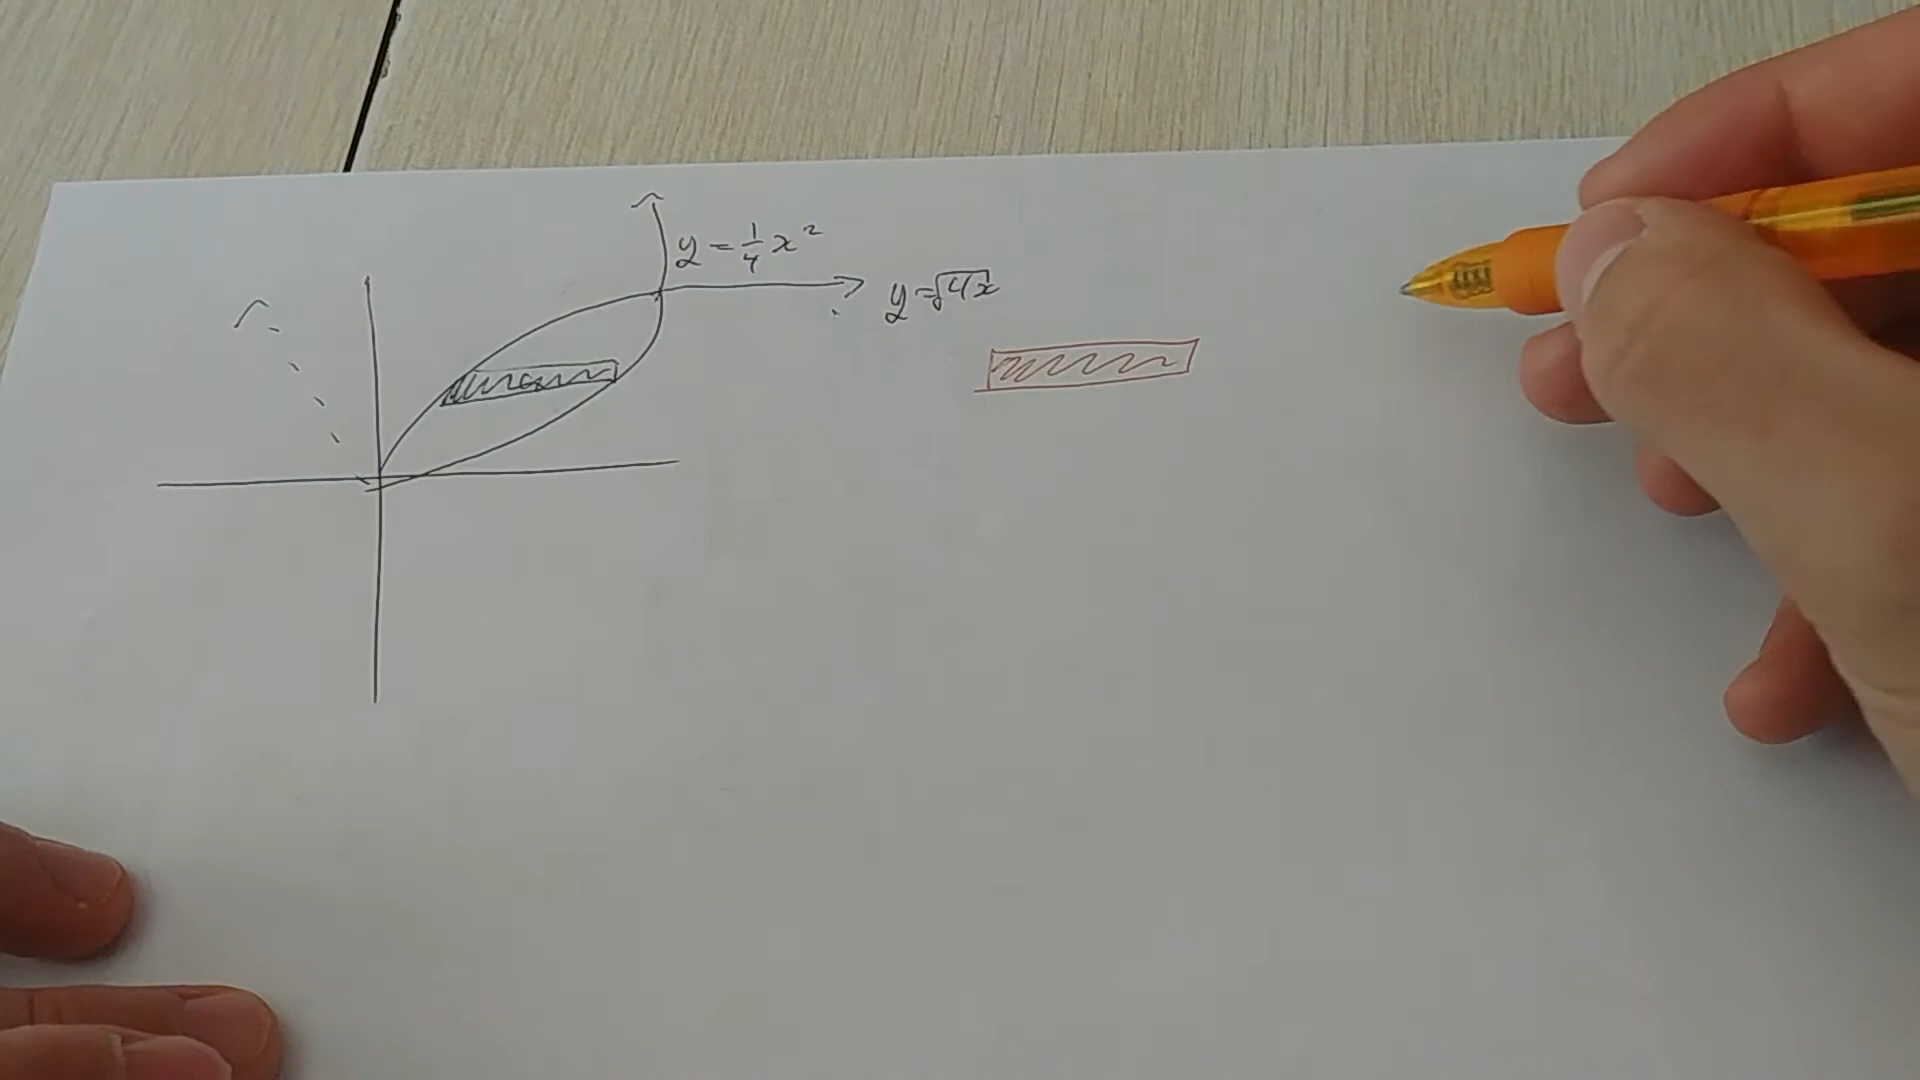 y = 1/4 x²
y = √4x